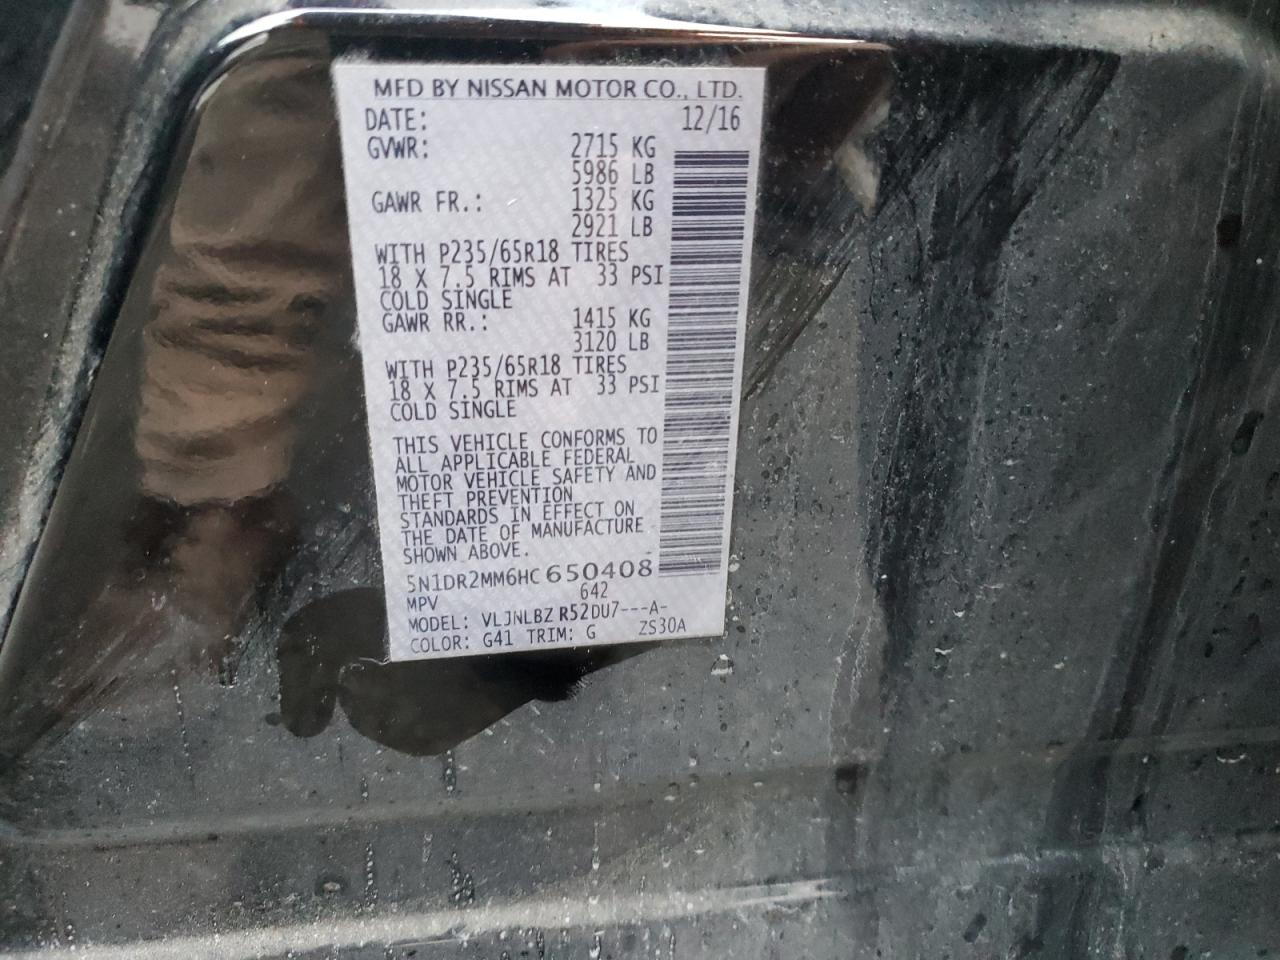 MFD BY NISSAN MOTOR CO., LTD.
DATE: 12/16
GVWR: 2715 KG
5986 LB
GAWR FR.: 1325 KG
2921 LB
WITH P235/65R18 TIRES
18 X 7.5 RIMS AT 33 PSI
COLD SINGLE
GAWR RR.: 1415 KG
3120 LB
WITH P235/65R18 TIRES
18 X 7.5 RIMS AT 33 PSI
COLD SINGLE
THIS VEHICLE CONFORMS TO
ALL APPLICABLE FEDERAL
MOTOR VEHICLE SAFETY AND
THEFT PREVENTION
STANDARDS IN EFFECT ON
THE DATE OF MANUFACTURE
SHOWN ABOVE.
5N1DR2MM6HC 650408
MPV 642
MODEL: VLJNLBZ R52DU7---A-
COLOR: G41 TRIM: G ZS30A